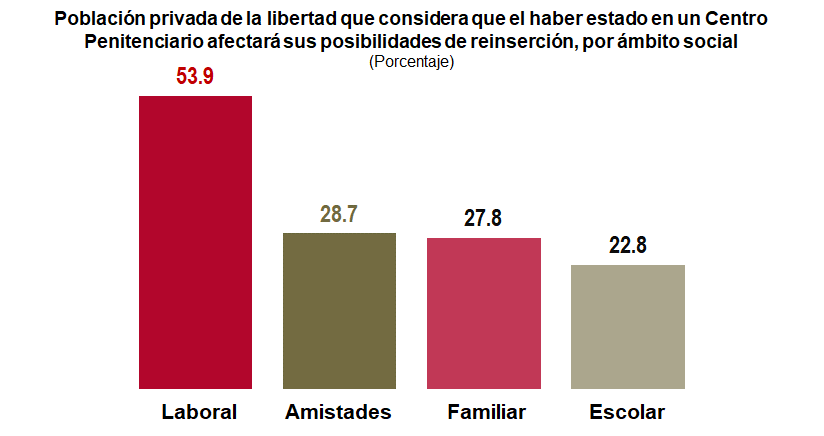 Población privada de la libertad que considera que el haber estado en un Centro
Penitenciario afectará sus posibilidades de reinserción, por ámbito social
(Porcentaje)
53.9
28.7
27.8
22.8
Laboral
Amistades
Familiar
Escolar